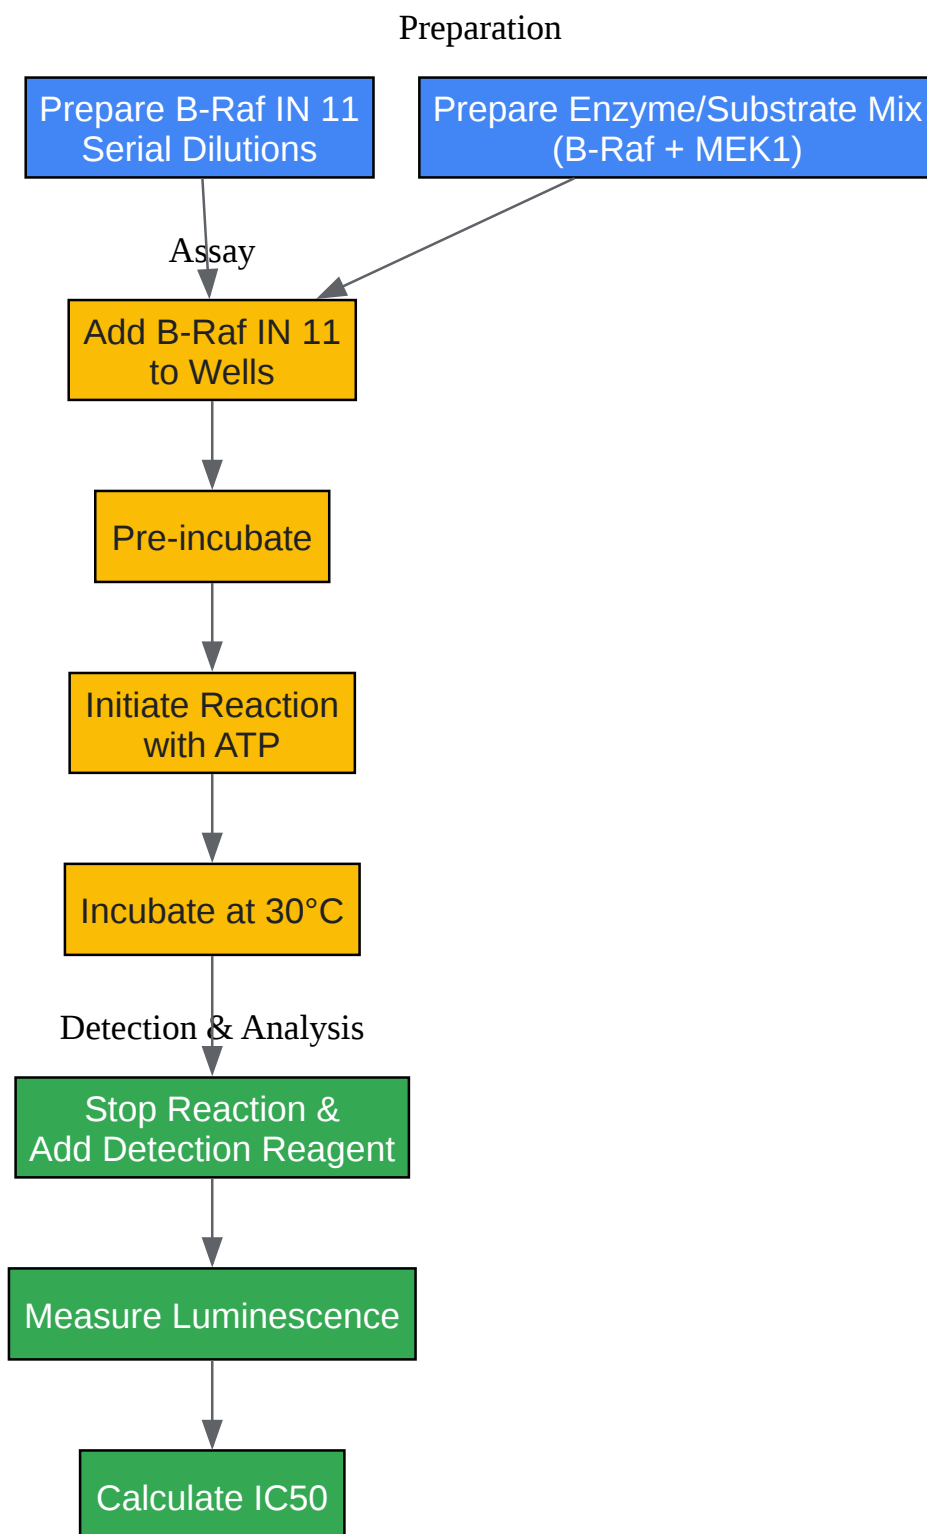 Preparation
Prepare B-Raf IN 11
Serial Dilutions
Prepare Enzyme/Substrate Mix
(B-Raf + MEK1)
Assay
Add B-Raf IN 11
to Wells
Pre-incubate
Initiate Reaction
with ATP
Incubate at 30°C
Detection & Analysis
Stop Reaction &
Add Detection Reagent
Measure Luminescence
Calculate IC50